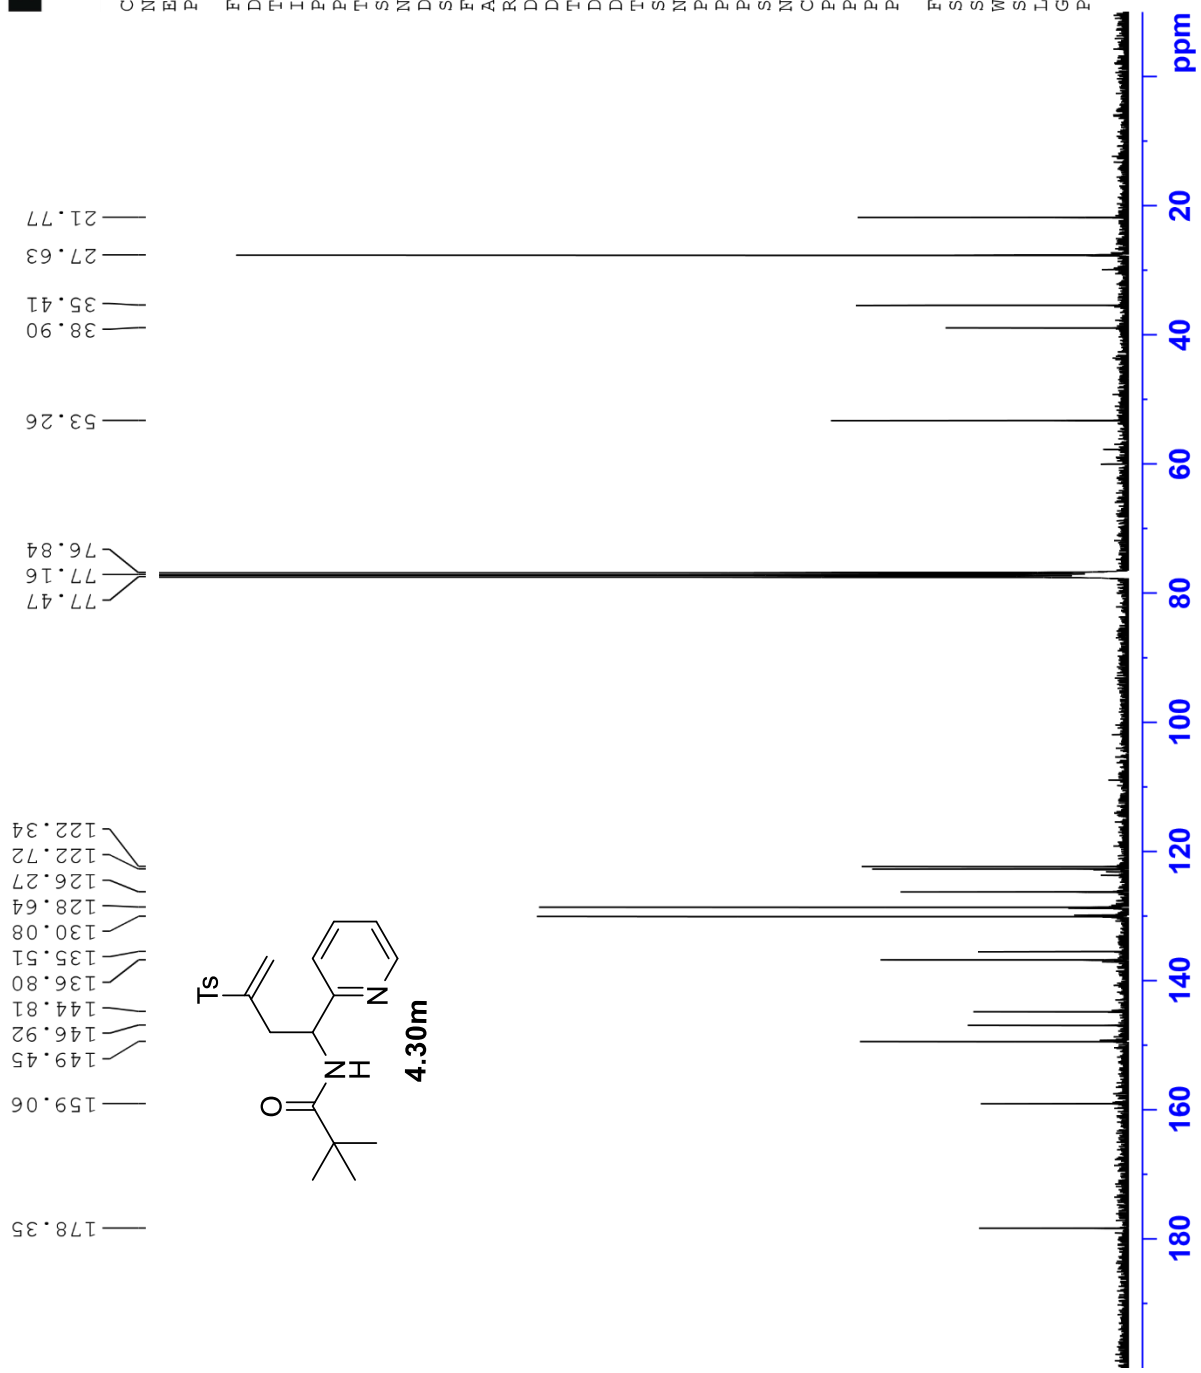 C
N
E
P
F
D
T
I
I
P
P
T
S
N
D
S
F
A
R
D
D
T
D
D
T
S
N
P
P
P
S
N
C
P
P
P
P
F
S
S
W
S
L
G
P
21.77
27.63
35.41
38.90
53.26
76.84
77.16
77.47
122.34
122.72
126.27
128.64
130.08
135.51
136.80
144.81
146.92
149.45
159.06
178.35
Ts
O
N
H
N
4.30m
ppm
20
40
60
80
100
120
140
160
180